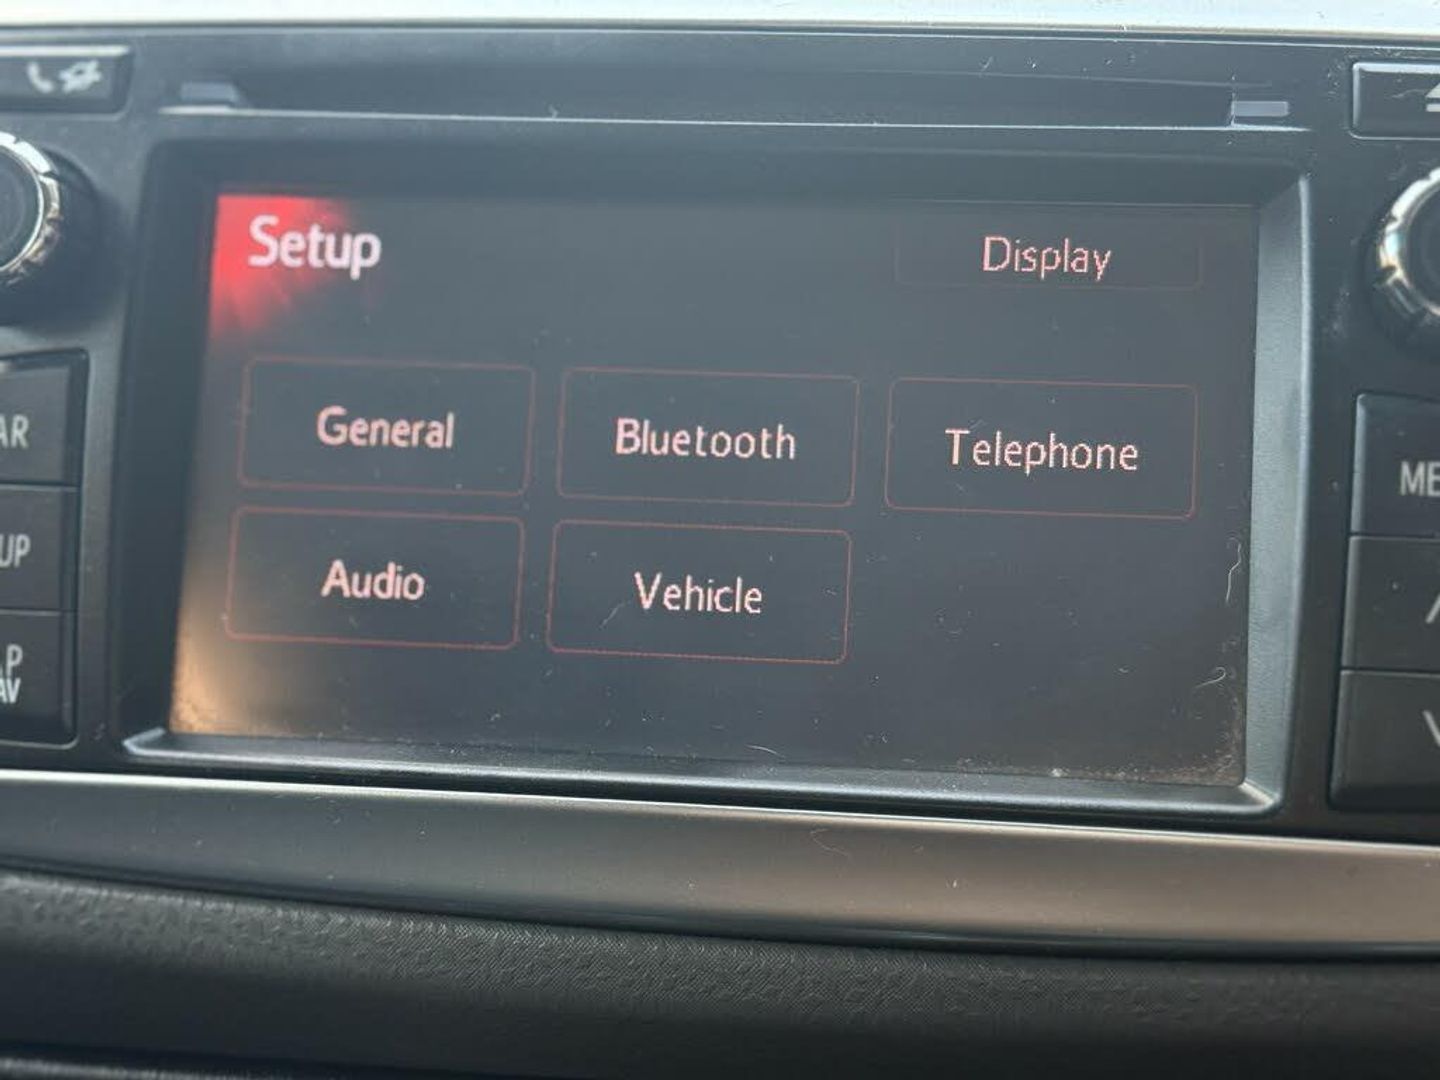 Setup
Display
General
Bluetooth
Telephone
Audio
Vehicle